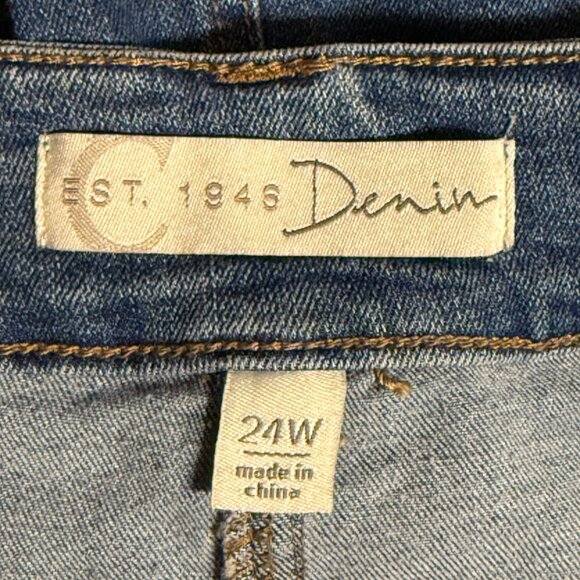 C
EST. 1946 Denim
24W
made in
china